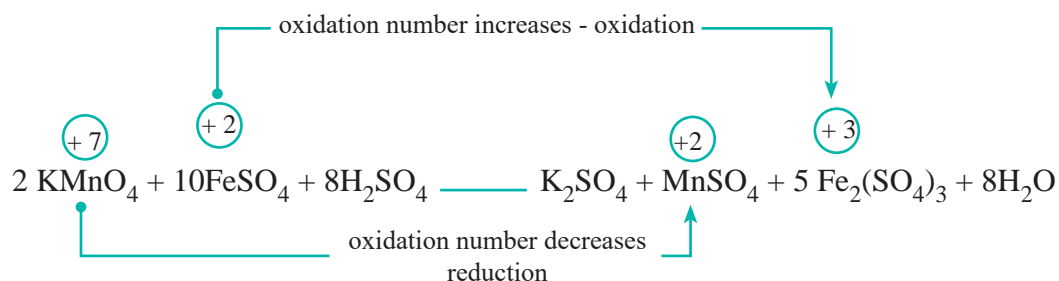 oxidation number increases - oxidation
+ 7 + 2 +2 + 3
2 KMnO₄ + 10FeSO₄ + 8H₂SO₄ K₂SO₄ + MnSO₄ + 5 Fe₂(SO₄)₃ + 8H₂O
oxidation number decreases
reduction